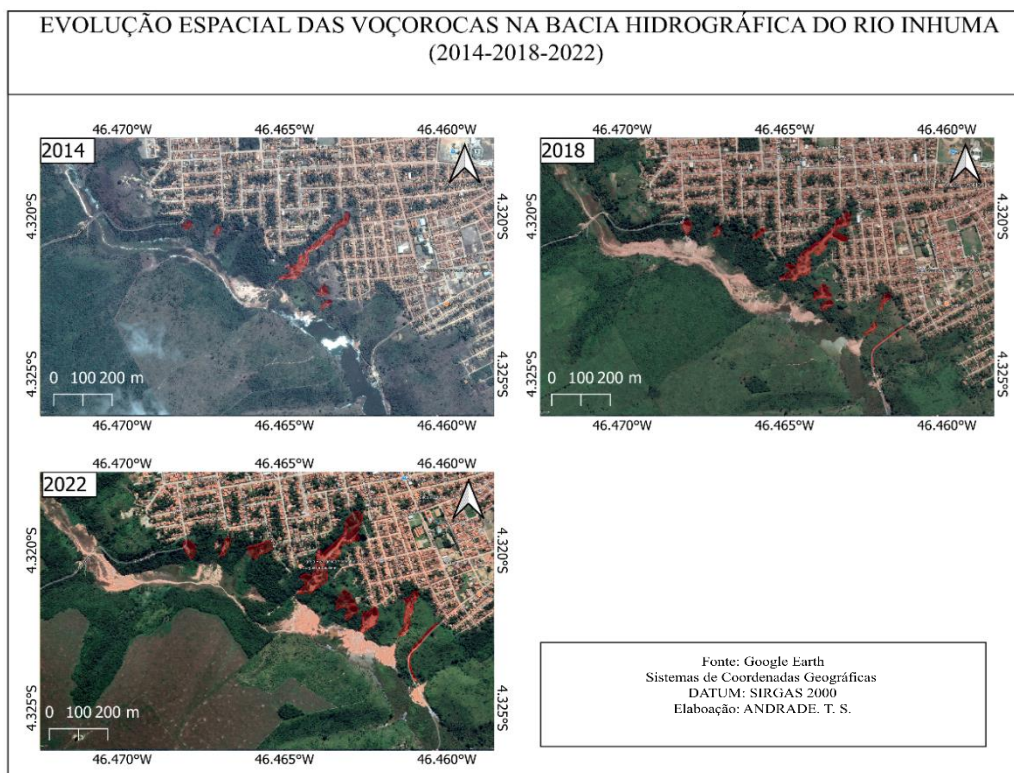 EVOLUÇÃO ESPACIAL DAS VOÇOROCAS NA BACIA HIDROGRÁFICA DO RIO INHUMA
(2014-2018-2022)
46.470°W 46.465°W 46.460°W
2014
4.320°S 4.320°S
4.325°S 4.325°S
0 100 200 m
46.470°W 46.465°W 46.460°W
46.470°W 46.465°W 46.460°W
2018
4.320°S 4.320°S
4.325°S 4.325°S
0 100 200 m
46.470°W 46.465°W 46.460°W
46.470°W 46.465°W 46.460°W
2022
4.320°S 4.320°S
4.325°S 4.325°S
0 100 200 m
46.470°W 46.465°W 46.460°W
Fonte: Google Earth
Sistemas de Coordenadas Geográficas
DATUM: SIRGAS 2000
Elaboação: ANDRADE. T. S.